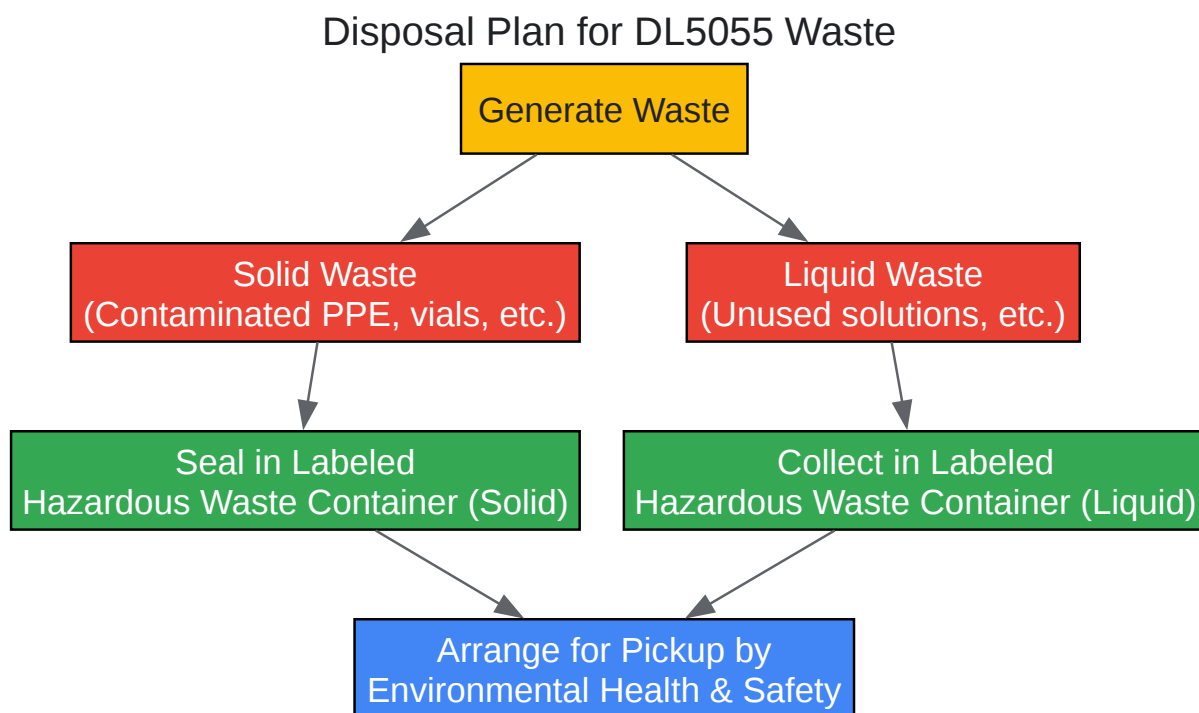 Disposal Plan for DL5055 Waste
Generate Waste
Solid Waste
(Contaminated PPE, vials, etc.)
Liquid Waste
(Unused solutions, etc.)
Seal in Labeled
Hazardous Waste Container (Solid)
Collect in Labeled
Hazardous Waste Container (Liquid)
Arrange for Pickup by
Environmental Health & Safety